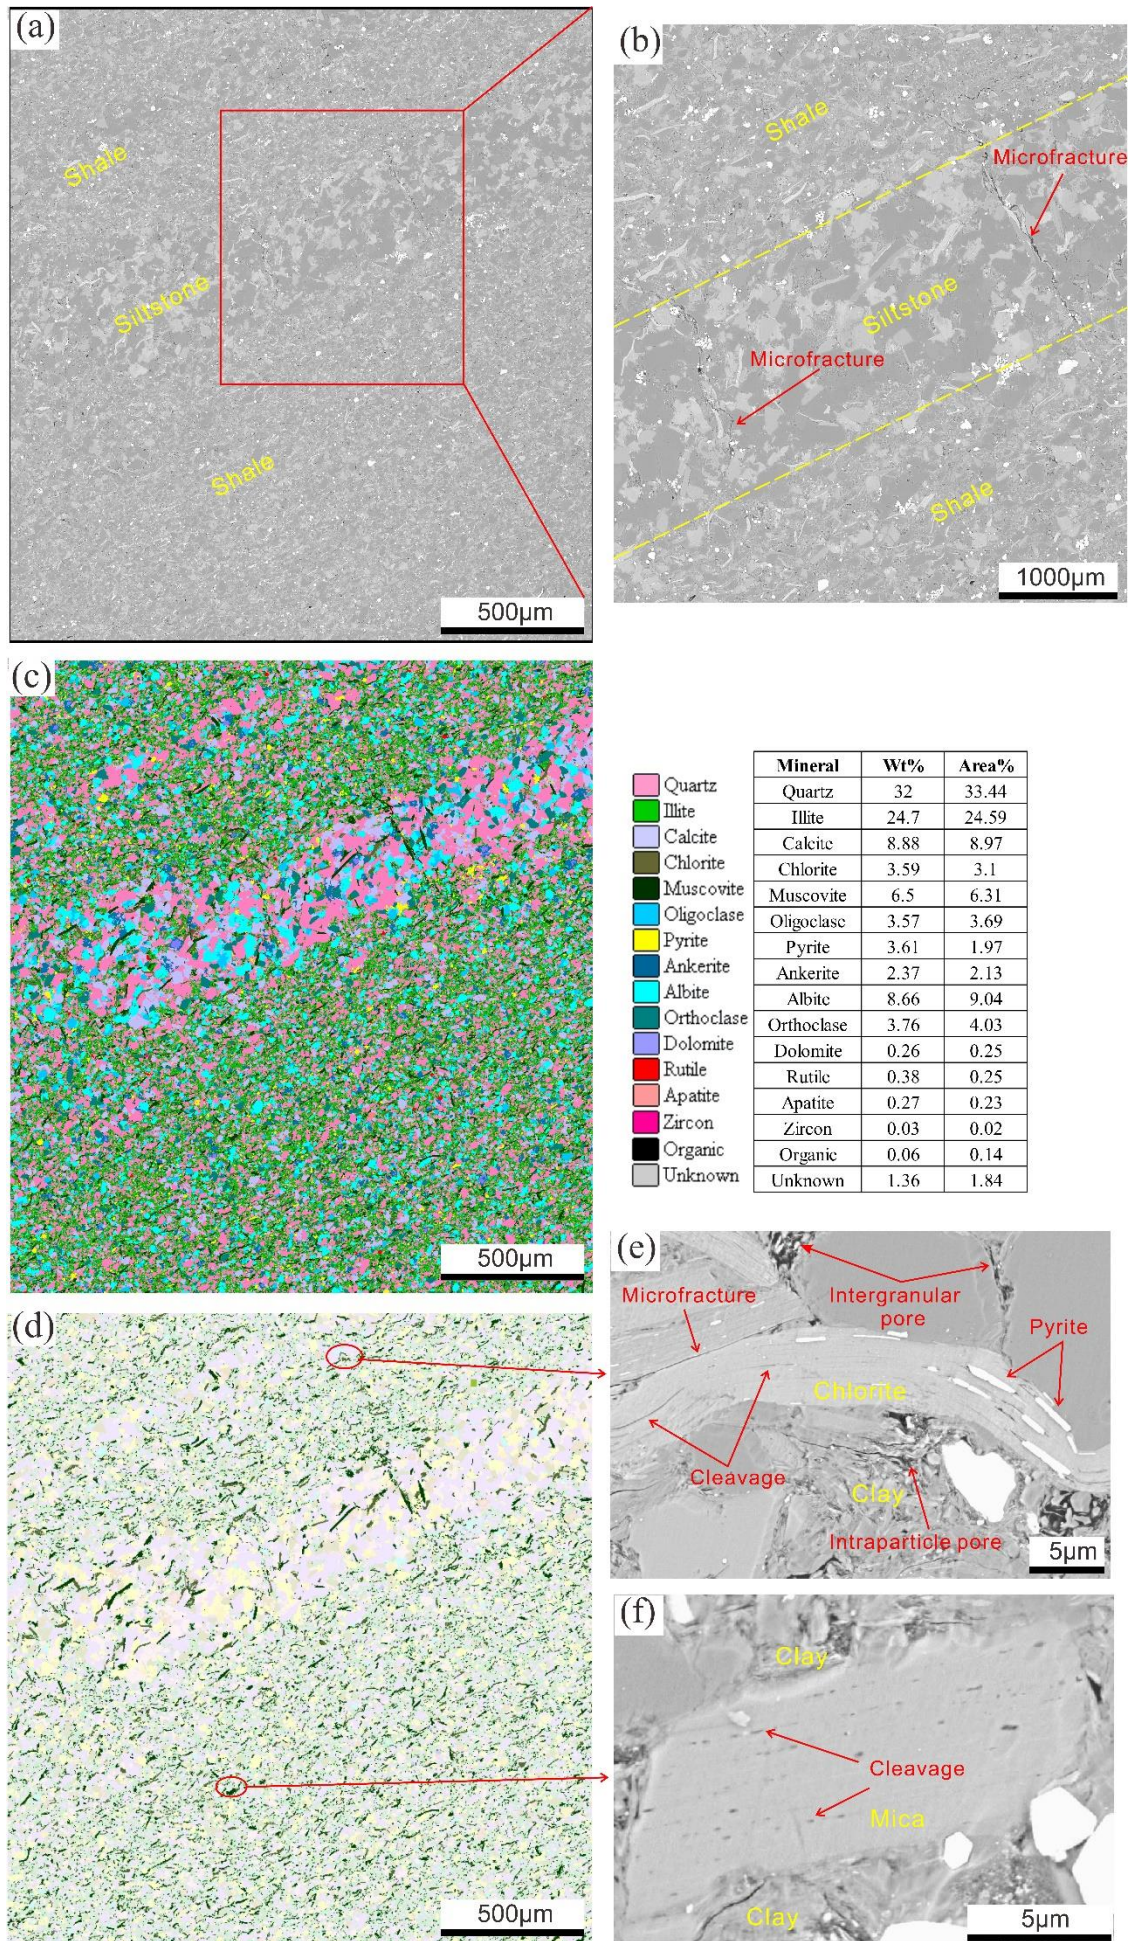 (a)
Shale
Siltstone
Shale
500µm
(b)
Shale
Microfracture
Siltstone
Microfracture
Shale
1000µm
(c)
500µm
Quartz
Illite
Calcite
Chlorite
Muscovite
Oligoclase
Pyrite
Ankerite
Albite
Orthoclase
Dolomite
Rutile
Apatite
Zircon
Organic
Unknown
Mineral Wt% Area%
Quartz 32 33.44
Illite 24.7 24.59
Calcite 8.88 8.97
Chlorite 3.59 3.1
Muscovite 6.5 6.31
Oligoclase 3.57 3.69
Pyrite 3.61 1.97
Ankerite 2.37 2.13
Albite 8.66 9.04
Orthoclase 3.76 4.03
Dolomite 0.26 0.25
Rutile 0.38 0.25
Apatite 0.27 0.23
Zircon 0.03 0.02
Organic 0.06 0.14
Unknown 1.36 1.84
(d)
500µm
(e)
Microfracture
Intergranular
pore
Pyrite
Chlorite
Cleavage
Clay
Intraparticle pore
5µm
(f)
Clay
Cleavage
Mica
Clay
5µm